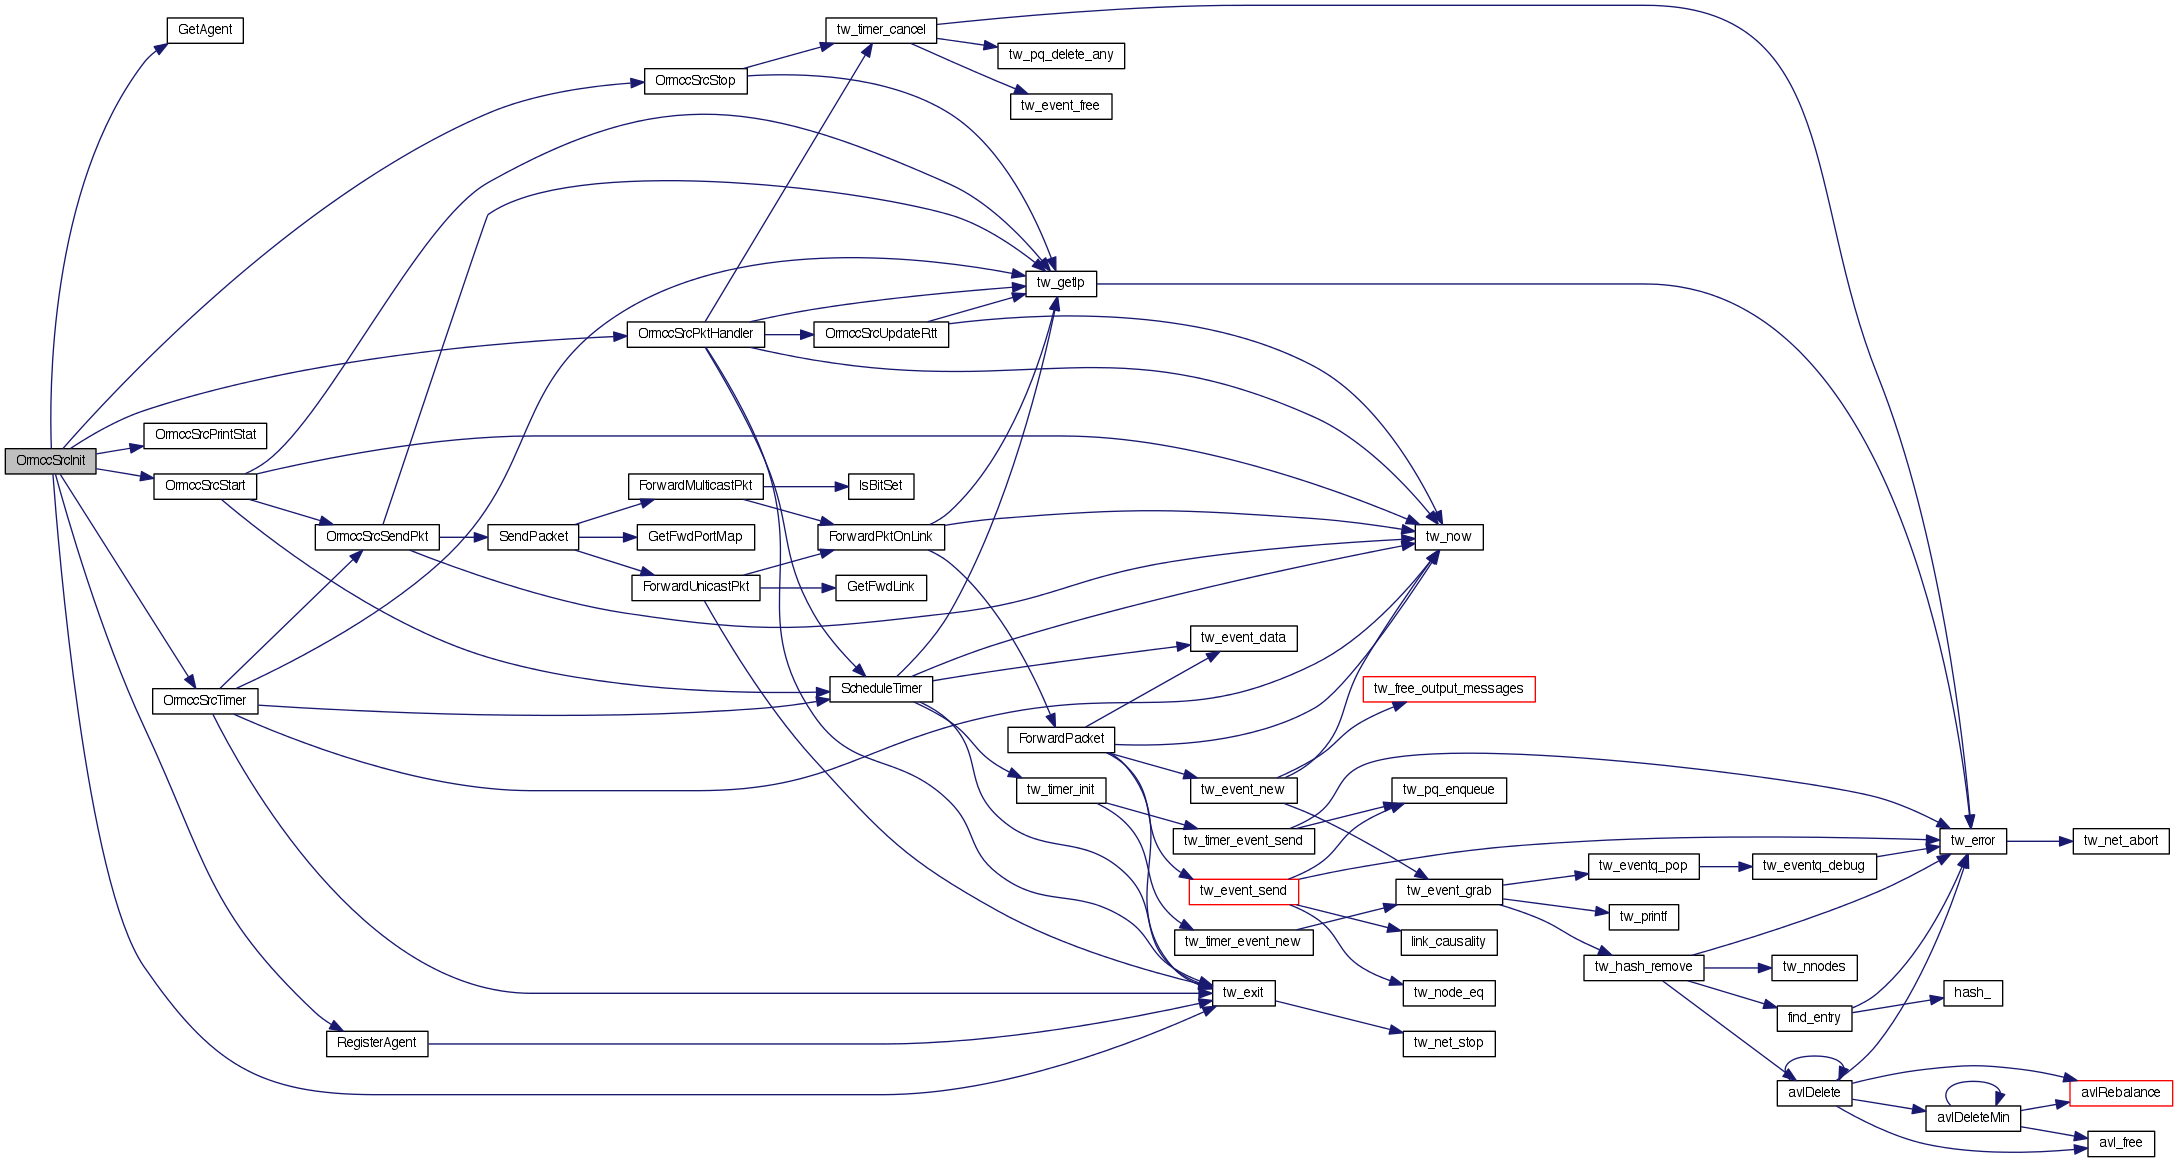 GetAgent
tw_timer_cancel
tw_pq_delete_any
OrmccSrcStop
tw_event_free
tw_getlp
OrmccSrcPktHandler
OrmccSrcUpdateRtt
OrmccSrcPrintStat
OrmccSrcInit
OrmccSrcStart
ForwardMulticastPkt
IsBitSet
OrmccSrcSendPkt
SendPacket
GetFwdPortMap
ForwardPktOnLink
tw_now
ForwardUnicastPkt
GetFwdLink
tw_event_data
OrmccSrcTimer
ScheduleTimer
tw_free_output_messages
ForwardPacket
tw_timer_init
tw_event_new
tw_pq_enqueue
tw_timer_event_send
tw_error
tw_net_abort
tw_eventq_pop
tw_eventq_debug
tw_event_send
tw_event_grab
tw_printf
tw_timer_event_new
link_causality
tw_hash_remove
tw_nnodes
tw_exit
tw_node_eq
hash_
find_entry
RegisterAgent
tw_net_stop
avlDelete
avlRebalance
avlDeleteMin
avl_free